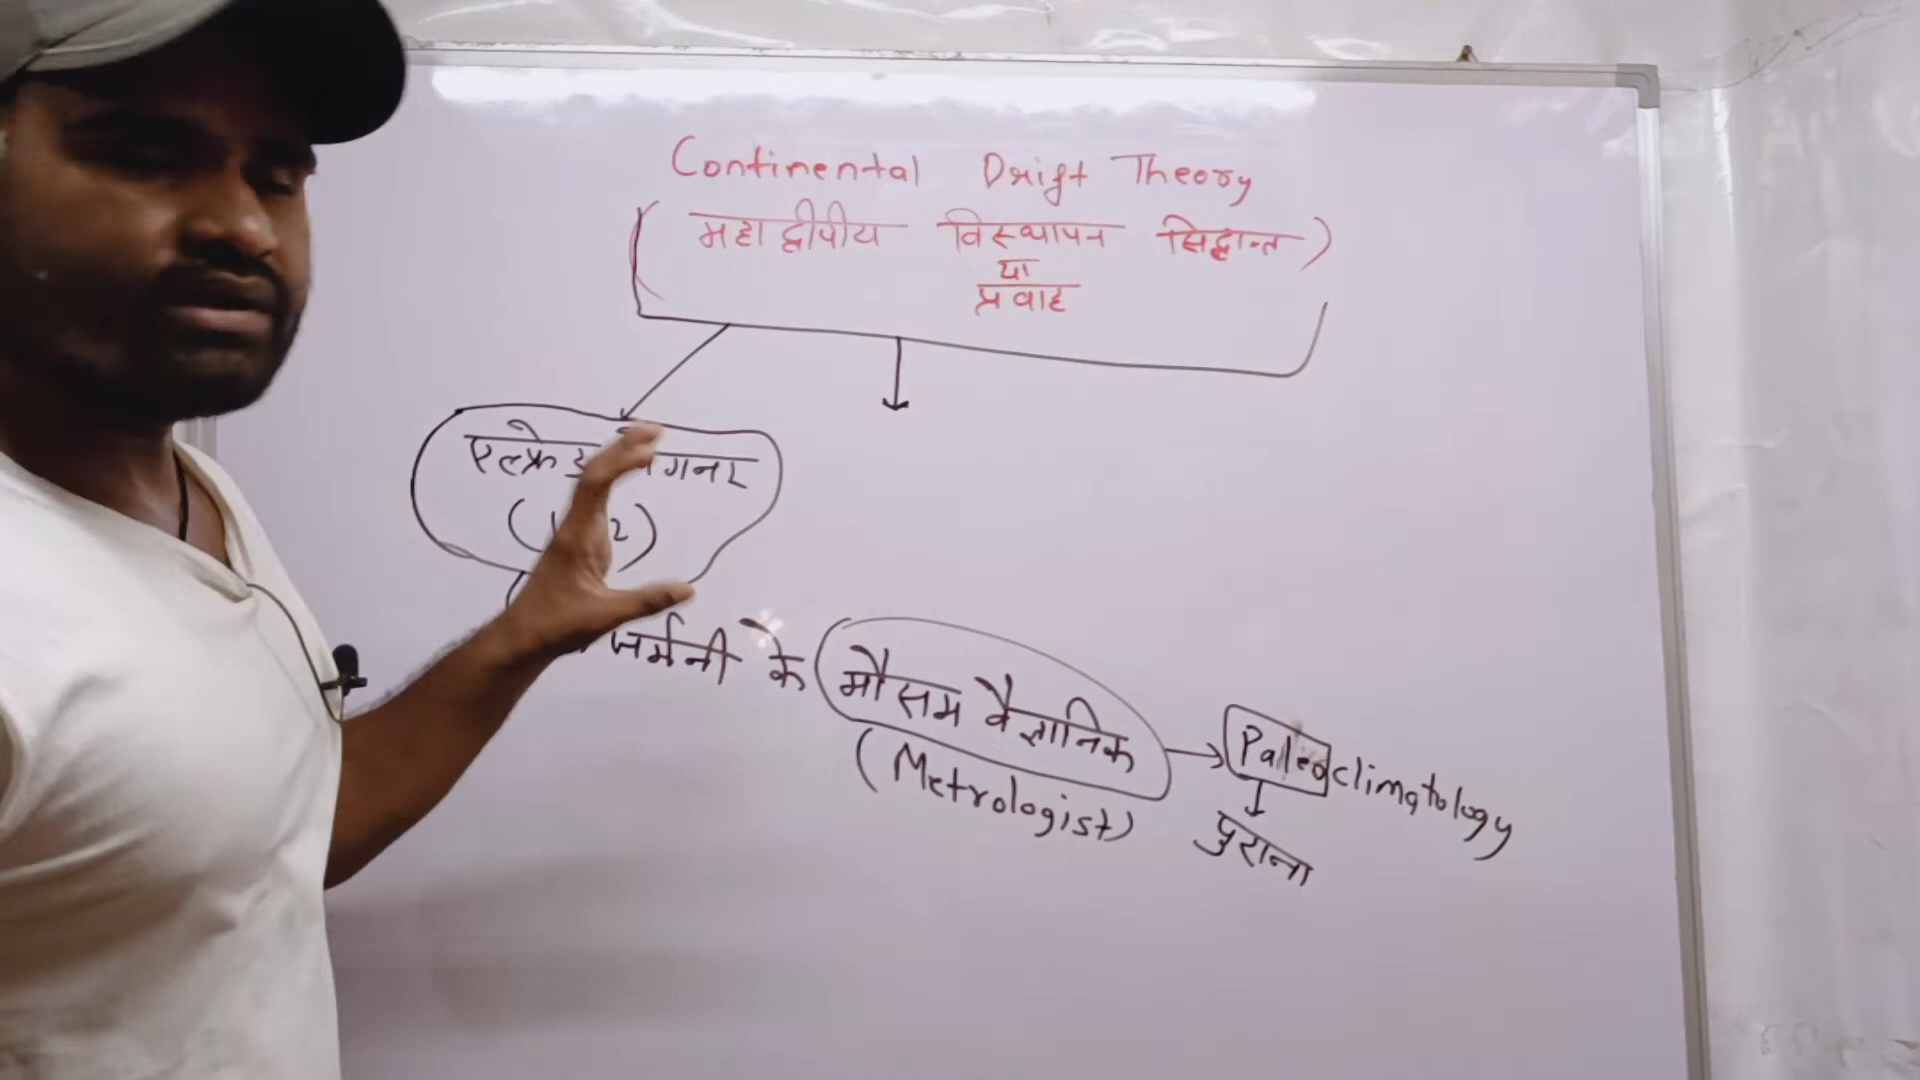 Continental Drift Theory
(महाद्वीपीय विस्थापन सिद्धान्त)
या
प्रवाह
जर्मनी के मौसम वैज्ञानिक
(Metrologist)
Paleoclimatology
पुराना